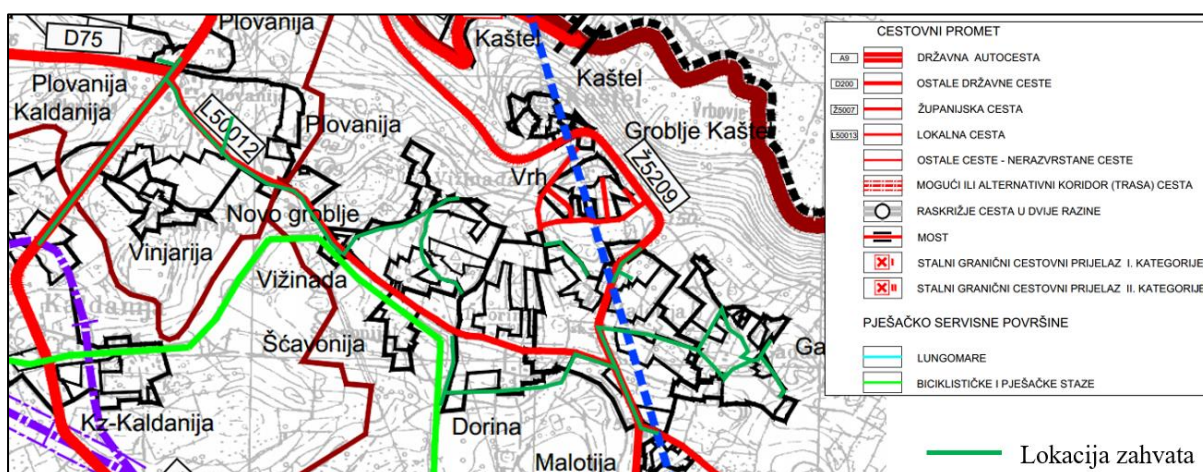 Plovanija
D75
Kaštel
Kaštel
Plovanija
Kaldanija
L50012
Plovanija
Groblje Kaštel
Ž5209
Vrh
Novo groblje
Vinjarija
Vižinada
Šćavonija
Ga
Kz-Kaldanija
Dorina
Malotija
CESTOVNI PROMET
A9 DRŽAVNA AUTOCESTA
D200 OSTALE DRŽAVNE CESTE
Ž5007 ŽUPANIJSKA CESTA
L50013 LOKALNA CESTA
OSTALE CESTE - NERAZVRSTANE CESTE
MOGUĆI ILI ALTERNATIVNI KORIDOR (TRASA) CESTA
RASKRIŽJE CESTA U DVIJE RAZINE
MOST
I STALNI GRANIČNI CESTOVNI PRIJELAZ I. KATEGORIJE
II STALNI GRANIČNI CESTOVNI PRIJELAZ II. KATEGORIJE
PJEŠAČKO SERVISNE POVRŠINE
LUNGOMARE
BICIKLISTIČKE I PJEŠAČKE STAZE
Lokacija zahvata